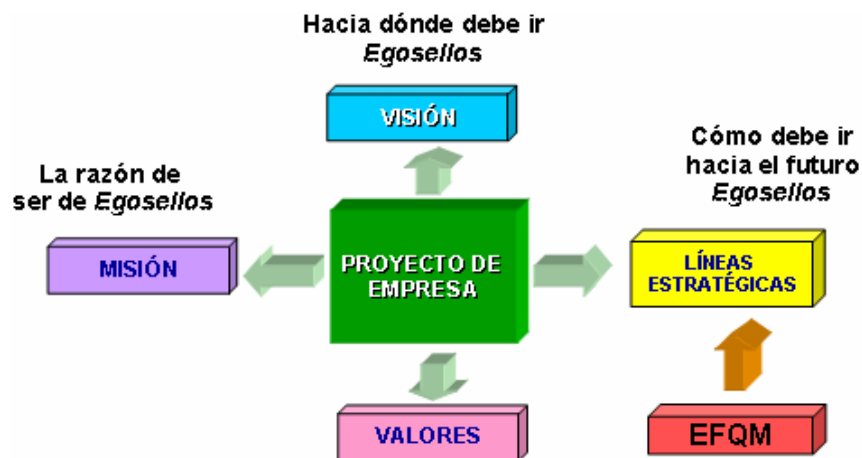 Hacia dónde debe ir
Egosellos
VISIÓN
Cómo debe ir
hacia el futuro
Egosellos
La razón de
ser de Egosellos
MISIÓN
PROYECTO DE
EMPRESA
LÍNEAS
ESTRATÉGICAS
VALORES
EFQM